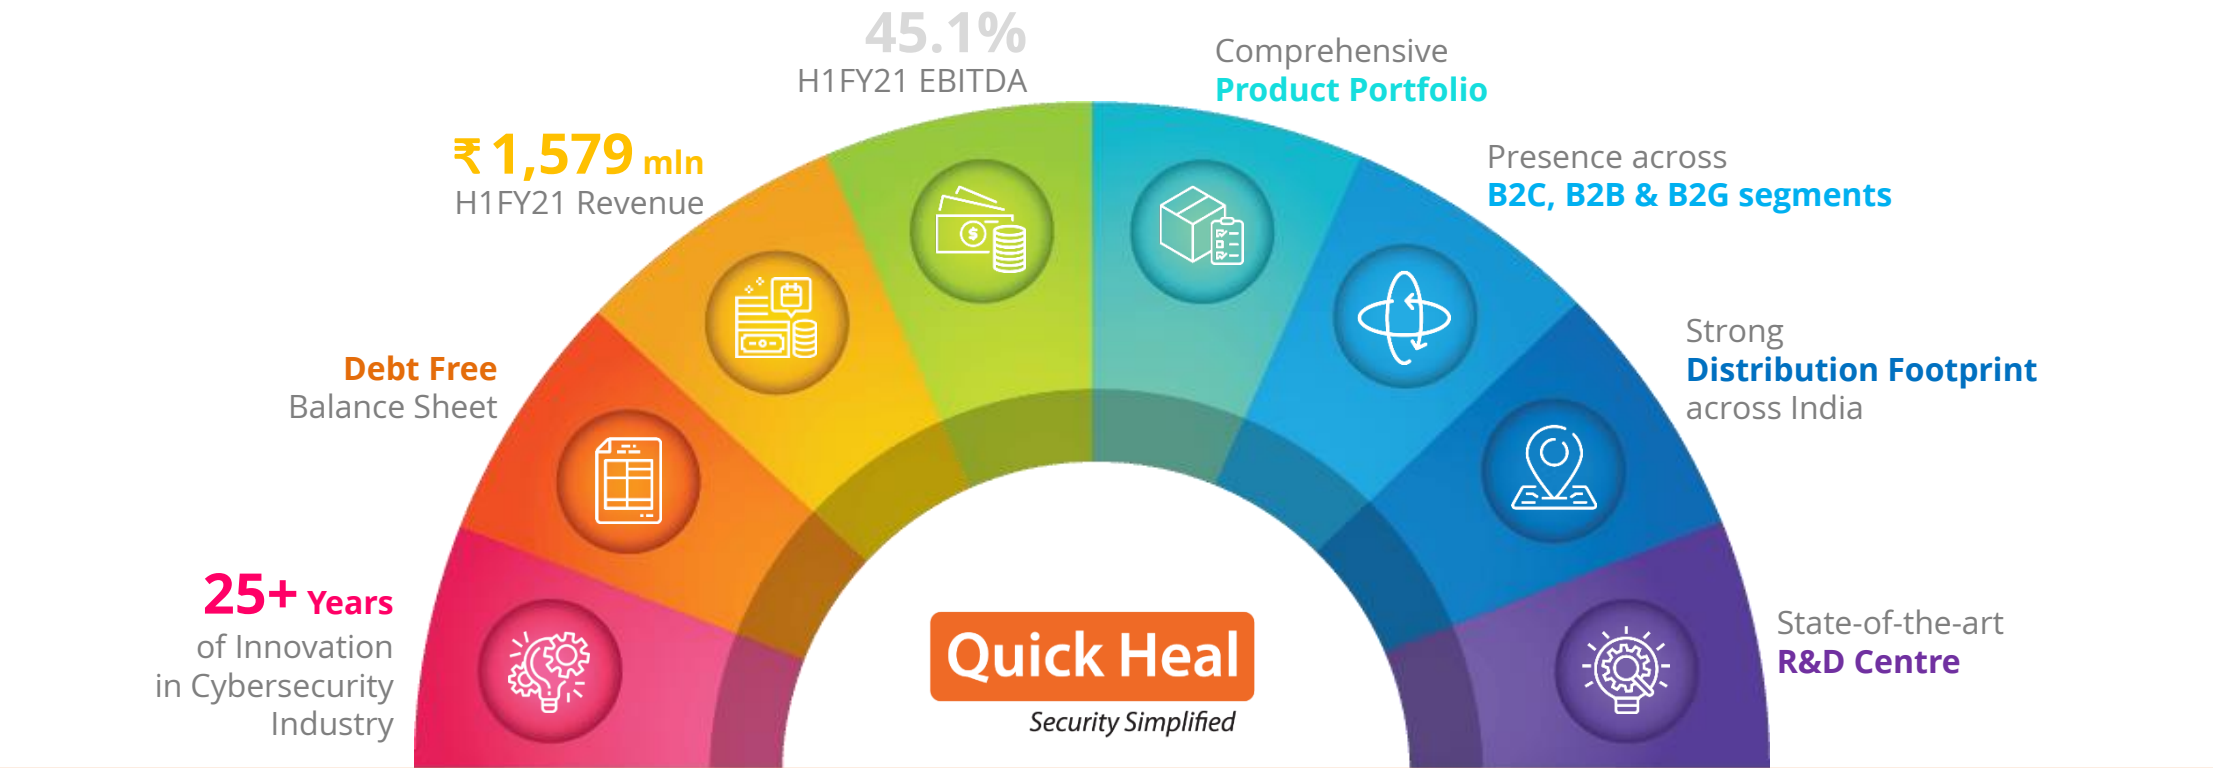 45.1%
H1FY21 EBITDA
Comprehensive
Product Portfolio
₹ 1,579 mln
H1FY21 Revenue
Presence across
B2C, B2B & B2G segments
Debt Free
Balance Sheet
Strong
Distribution Footprint
across India
25+ Years
of Innovation
in Cybersecurity
Industry
State-of-the-art
R&D Centre
Quick Heal
Security Simplified